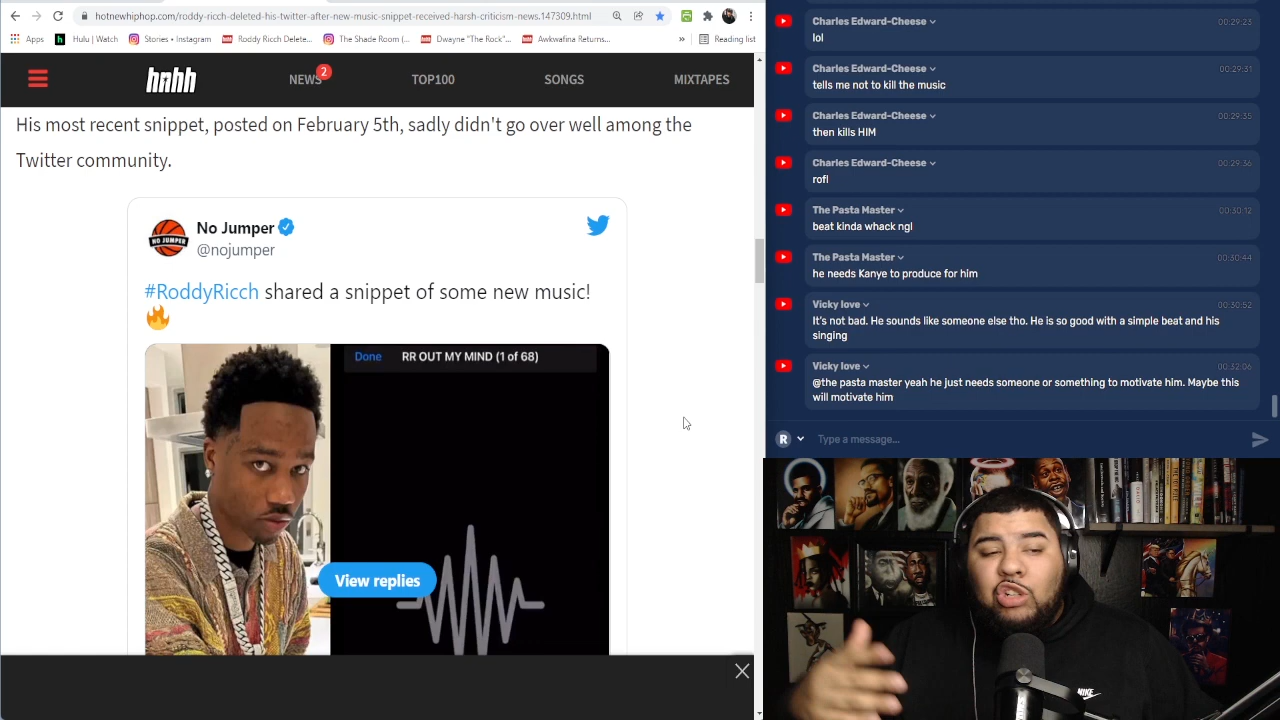 hotnewhiphop.com/roddy-ricch-deleted-his-twitter-after-new-music-snippet-received-harsh-criticism-news.147309.html
Apps
h Hulu | Watch
Stories • Instagram
Roddy Ricch Delete...
The Shade Room (...
Dwayne "The Rock"...
Awkwafina Returns...
»
Reading list
hnhh
NEWS 2
TOP100
SONGS
MIXTAPES
His most recent snippet, posted on February 5th, sadly didn't go over well among the
Twitter community.
NO JUMPER
No Jumper
@nojumper
#RoddyRicch shared a snippet of some new music!
🔥
Done RR OUT MY MIND (1 of 68)
View replies
Charles Edward-Cheese 00:29:23
lol
Charles Edward-Cheese 00:29:31
tells me not to kill the music
Charles Edward-Cheese 00:29:35
then kills HIM
Charles Edward-Cheese 00:29:36
rofl
The Pasta Master 00:30:12
beat kinda whack ngl
The Pasta Master 00:30:44
he needs Kanye to produce for him
Vicky love 00:30:52
It's not bad. He sounds like someone else tho. He is so good with a simple beat and his
singing
Vicky love 00:32:06
@the pasta master yeah he just needs someone or something to motivate him. Maybe this
will motivate him
R
Type a message...
NIKE